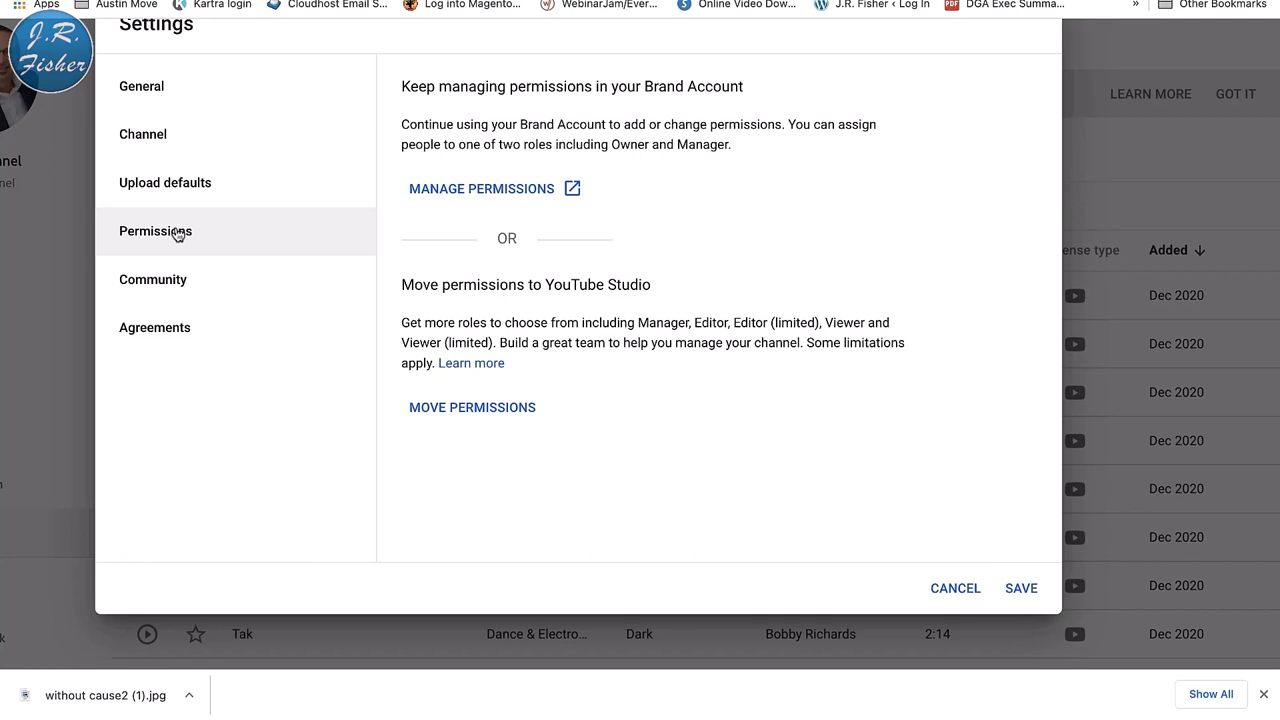 Apps
Austin Move
Kartra login
Cloudhost Email S...
Log into Magento...
WebinarJam/Ever...
Online Video Dow...
J.R. Fisher ‹ Log In
PDF
DGA Exec Summa...
»
Other Bookmarks
J.R. Fisher
Settings
General
Channel
Upload defaults
Permissions
Community
Agreements
Keep managing permissions in your Brand Account
Continue using your Brand Account to add or change permissions. You can assign
people to one of two roles including Owner and Manager.
MANAGE PERMISSIONS
OR
Move permissions to YouTube Studio
Get more roles to choose from including Manager, Editor, Editor (limited), Viewer and
Viewer (limited). Build a great team to help you manage your channel. Some limitations
apply. Learn more
MOVE PERMISSIONS
CANCEL SAVE
LEARN MORE GOT IT
nnel
nel
ense type Added
Dec 2020
Dec 2020
Dec 2020
Dec 2020
Dec 2020
Dec 2020
Dec 2020
Tak Dance & Electro... Dark Bobby Richards 2:14 Dec 2020
without cause2 (1).jpg
Show All